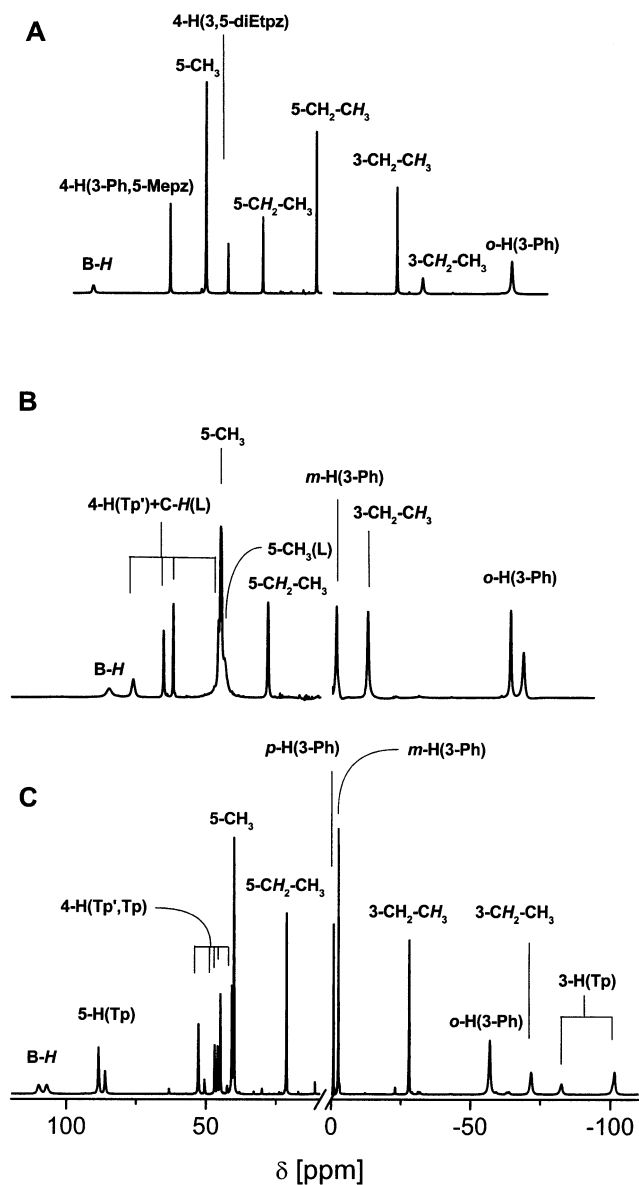 A
4-H(3,5-diEtpz)
5-CH₃
5-CH₂-CH₃
3-CH₂-CH₃
4-H(3-Ph,5-Mepz)
5-CH₂-CH₃
o-H(3-Ph)
3-CH₂-CH₃
B-H
B
5-CH₃
m-H(3-Ph)
4-H(Tp')+C-H(L)
3-CH₂-CH₃
5-CH₃(L)
5-CH₂-CH₃
o-H(3-Ph)
B-H
p-H(3-Ph)
m-H(3-Ph)
C
5-CH₃
5-CH₂-CH₃
4-H(Tp',Tp)
3-CH₂-CH₃
3-CH₂-CH₃
3-H(Tp)
5-H(Tp)
o-H(3-Ph)
B-H
100 50 0 -50 -100
δ [ppm]